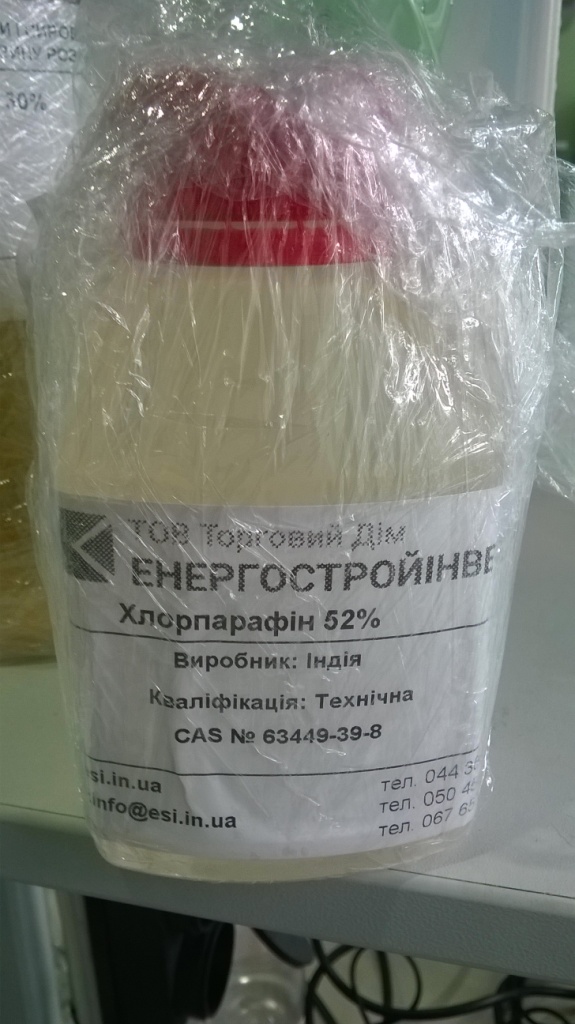 30%
ТОВ Торговий Дім
ЕНЕРГОСТРОЙІНВЕ
Хлорпарафін 52%
Виробник: Індія
Кваліфікація: Технічна
CAS № 63449-39-8
esi.in.ua
info@esi.in.ua
тел. 044
тел. 050
тел. 067